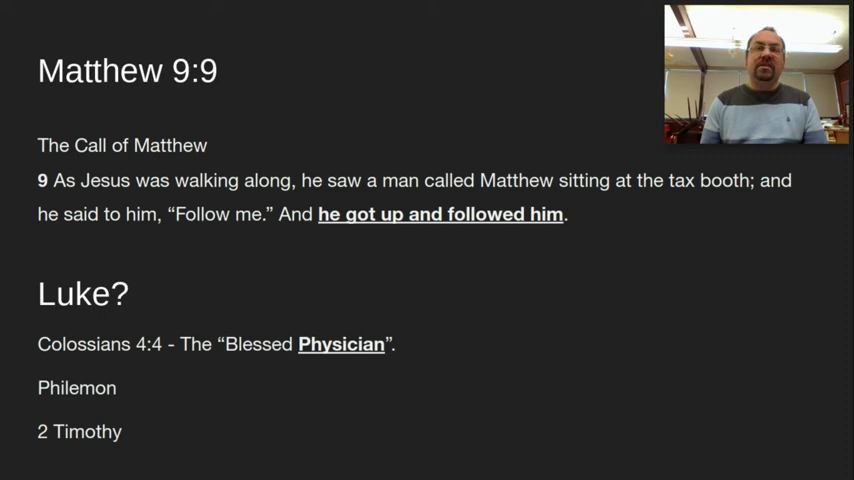 Matthew 9:9
The Call of Matthew
9 As Jesus was walking along, he saw a man called Matthew sitting at the tax booth; and
he said to him, “Follow me.” And he got up and followed him.
Luke?
Colossians 4:4 - The “Blessed Physician”.
Philemon
2 Timothy